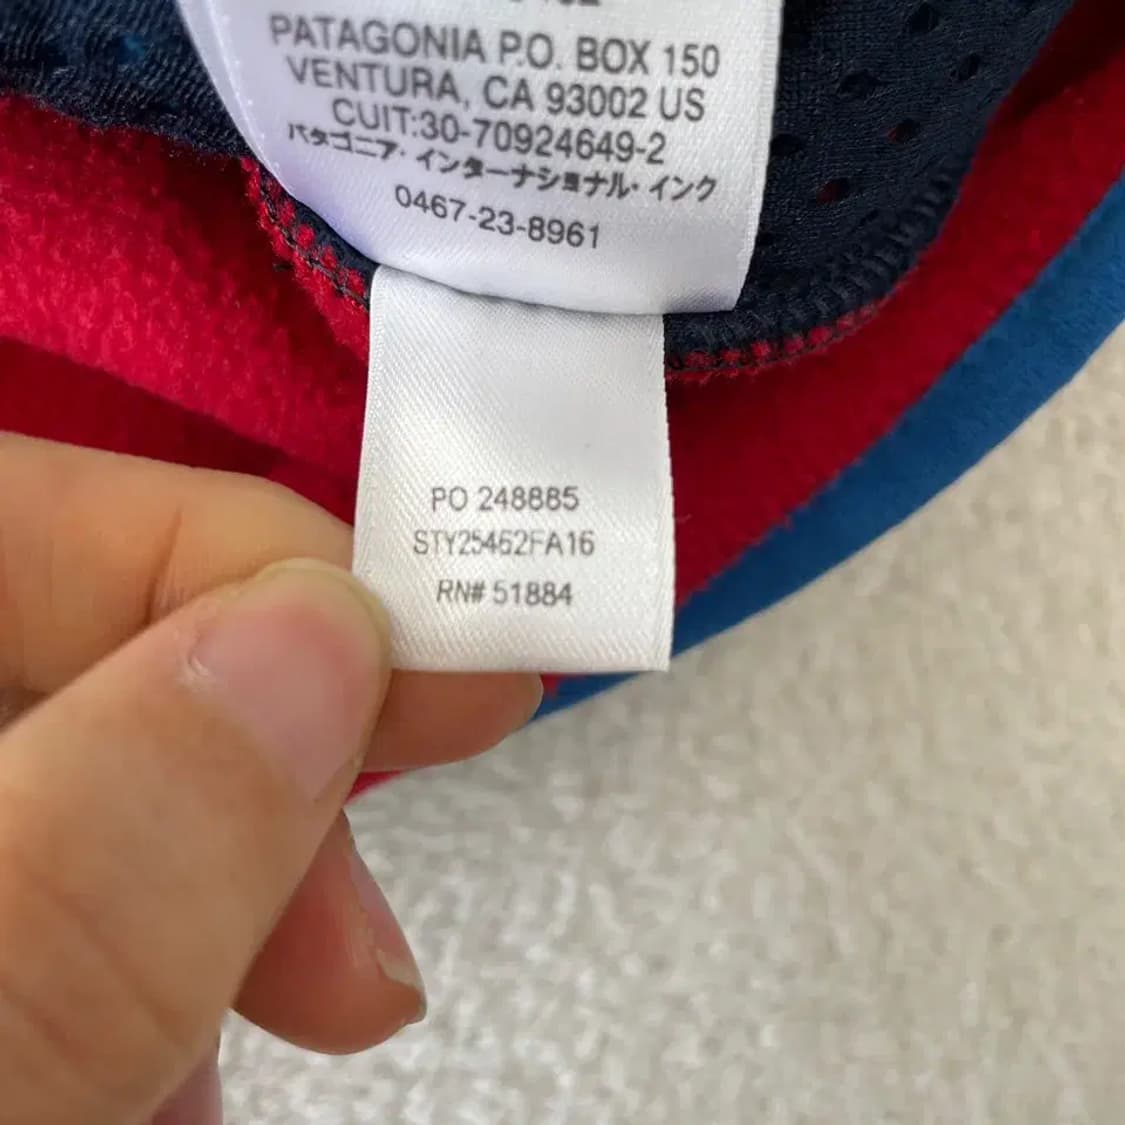 PATAGONIA P.O. BOX 150
VENTURA, CA 93002 US
CUIT:30-70924649-2
パタゴニア・インターナショナル・インク
0467-23-8961
PO 248885
STY25462FA16
RN# 51884